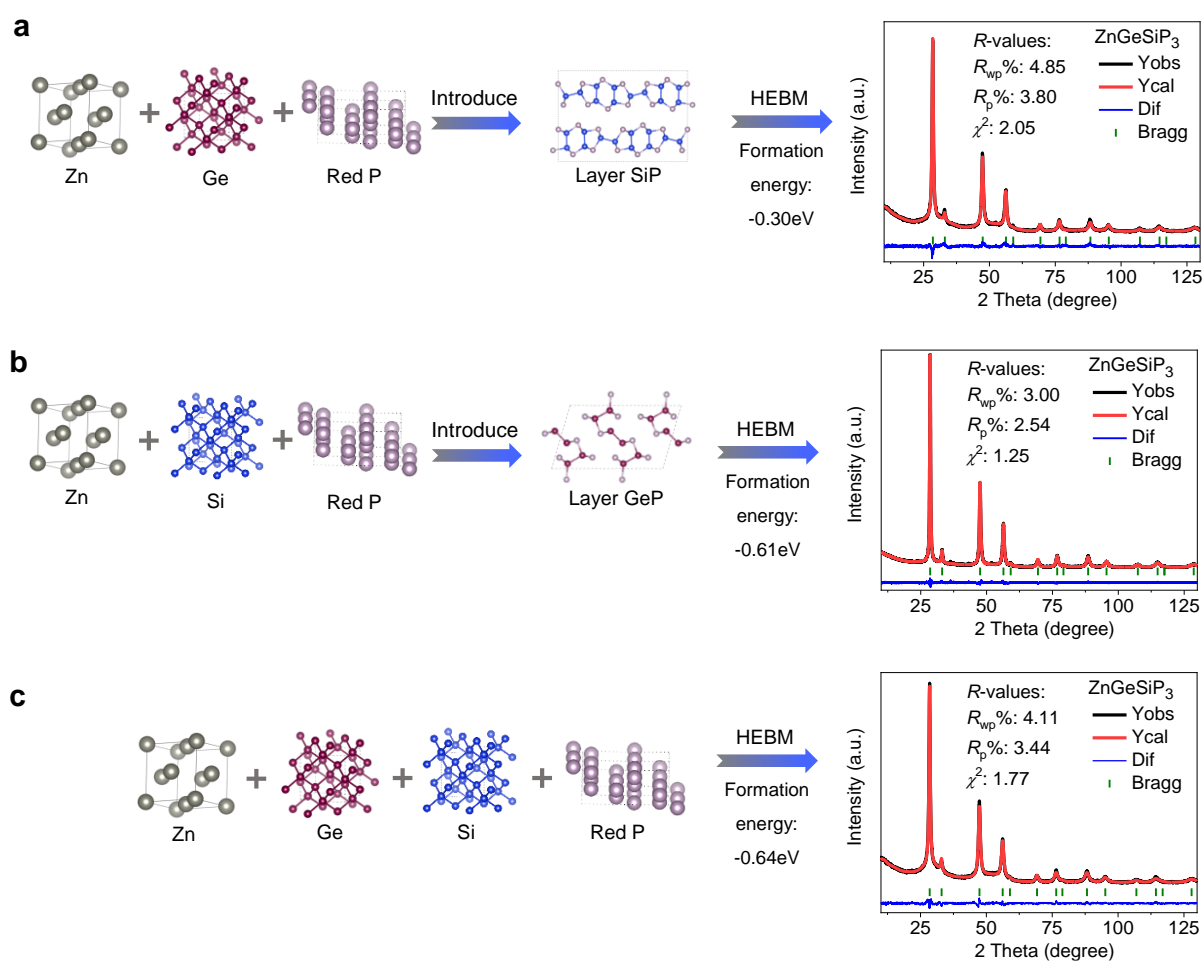 a
Zn
Ge
Red P
Introduce
Layer SiP
HEBM
Formation
energy:
-0.30eV
R-values:
Rwp%: 4.85
Rp%: 3.80
χ²: 2.05
ZnGeSiP₃
Yobs
Ycal
Dif
Bragg
Intensity (a.u.)
25 50 75 100 125
2 Theta (degree)
b
Zn
Si
Red P
Introduce
Layer GeP
HEBM
Formation
energy:
-0.61eV
R-values:
Rwp%: 3.00
Rp%: 2.54
χ²: 1.25
ZnGeSiP₃
Yobs
Ycal
Dif
Bragg
Intensity (a.u.)
25 50 75 100 125
2 Theta (degree)
c
Zn
Ge
Si
Red P
HEBM
Formation
energy:
-0.64eV
R-values:
Rwp%: 4.11
Rp%: 3.44
χ²: 1.77
ZnGeSiP₃
Yobs
Ycal
Dif
Bragg
Intensity (a.u.)
25 50 75 100 125
2 Theta (degree)